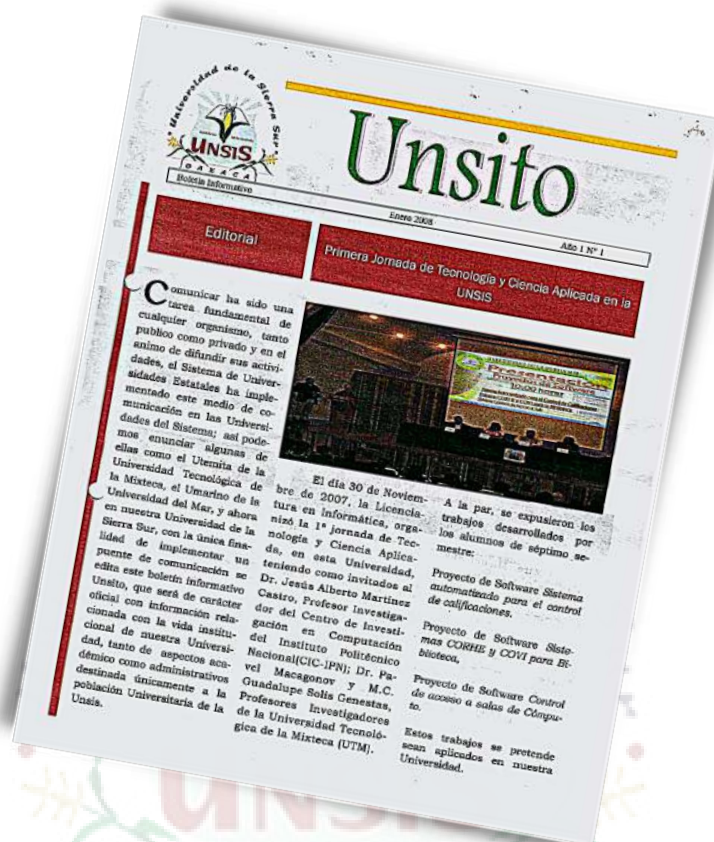 Universidad de la Sierra Sur
UNSIS
OAXACA
Unsito
Boletín Informativo
Enero 2008
Año 1 N° 1
Editorial
Comunicar ha sido una
tarea fundamental de
cualquier organismo, tanto
publico como privado y en el
animo de difundir sus activi-
dades, el Sistema de Univer-
sidades Estatales ha imple-
mentado este medio de co-
municación en las Universi-
dades del Sistema; asi pode-
mos enunciar algunas de
ellas como el Utemita de la
Universidad Tecnológica de
la Mixteca, el Umarino de la
Universidad del Mar, y ahora
en nuestra Universidad de la
Sierra Sur, con la única fina-
lidad de implementar un
puente de comunicación se
edita este boletín informativo
Unsito, que será de carácter
oficial con información rela-
cionada con la vida institu-
cional de nuestra Universi-
dad, tanto de aspectos aca-
démico como administrativos
destinada únicamente a la
población Universitaria de la
Unsis.
Primera Jornada de Tecnología y Ciencia Aplicada en la
UNSIS
Presentación
10:00 horas
El día 30 de Noviem-
bre de 2007, la Licencia-
tura en Informática, orga-
nizó la 1ª jornada de Tec-
nología y Ciencia Aplica-
da, en esta Universidad,
teniendo como invitados al
Dr. Jesús Alberto Martínez
Castro, Profesor Investiga-
dor del Centro de Investi-
gación en Computación
del Instituto Politécnico
Nacional(CIC-IPN); Dr. Pa-
vel Macagonov y M.C.
Guadalupe Solís Genestas,
Profesores Investigadores
de la Universidad Tecnoló-
gica de la Mixteca (UTM).
A la par, se expusieron los
trabajos desarrollados por
los alumnos de séptimo se-
mestre:
Proyecto de Software Sistema
automatizado para el control
de calificaciones.
Proyecto de Software Siste-
mas CORHE y COVI para Bi-
blioteca,
Proyecto de Software Control
de acceso a salas de Cómpu-
to.
Estos trabajos se pretende
sean aplicados en nuestra
Universidad.